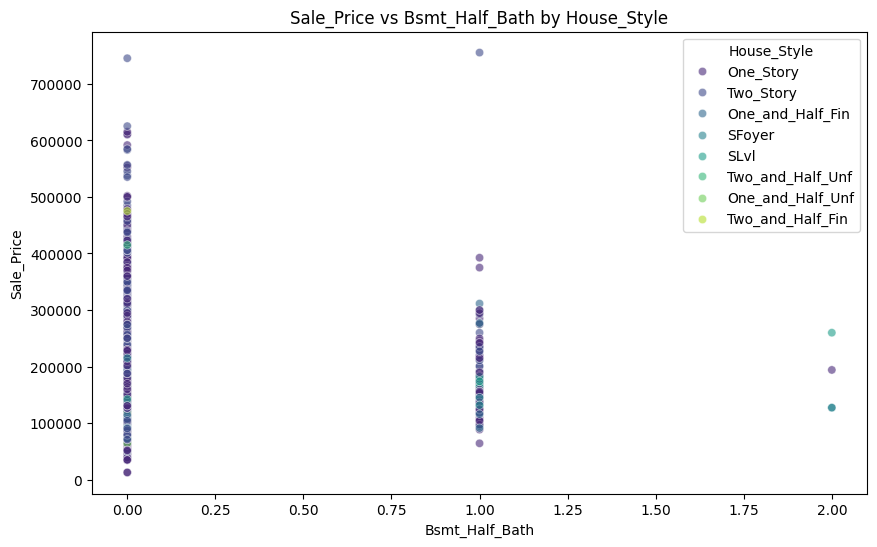 Sale_Price vs Bsmt_Half_Bath by House_Style
House_Style
One_Story
Two_Story
One_and_Half_Fin
SFoyer
SLvl
Two_and_Half_Unf
One_and_Half_Unf
Two_and_Half_Fin
Sale_Price
700000
600000
500000
400000
300000
200000
100000
0
0.00 0.25 0.50 0.75 1.00 1.25 1.50 1.75 2.00
Bsmt_Half_Bath